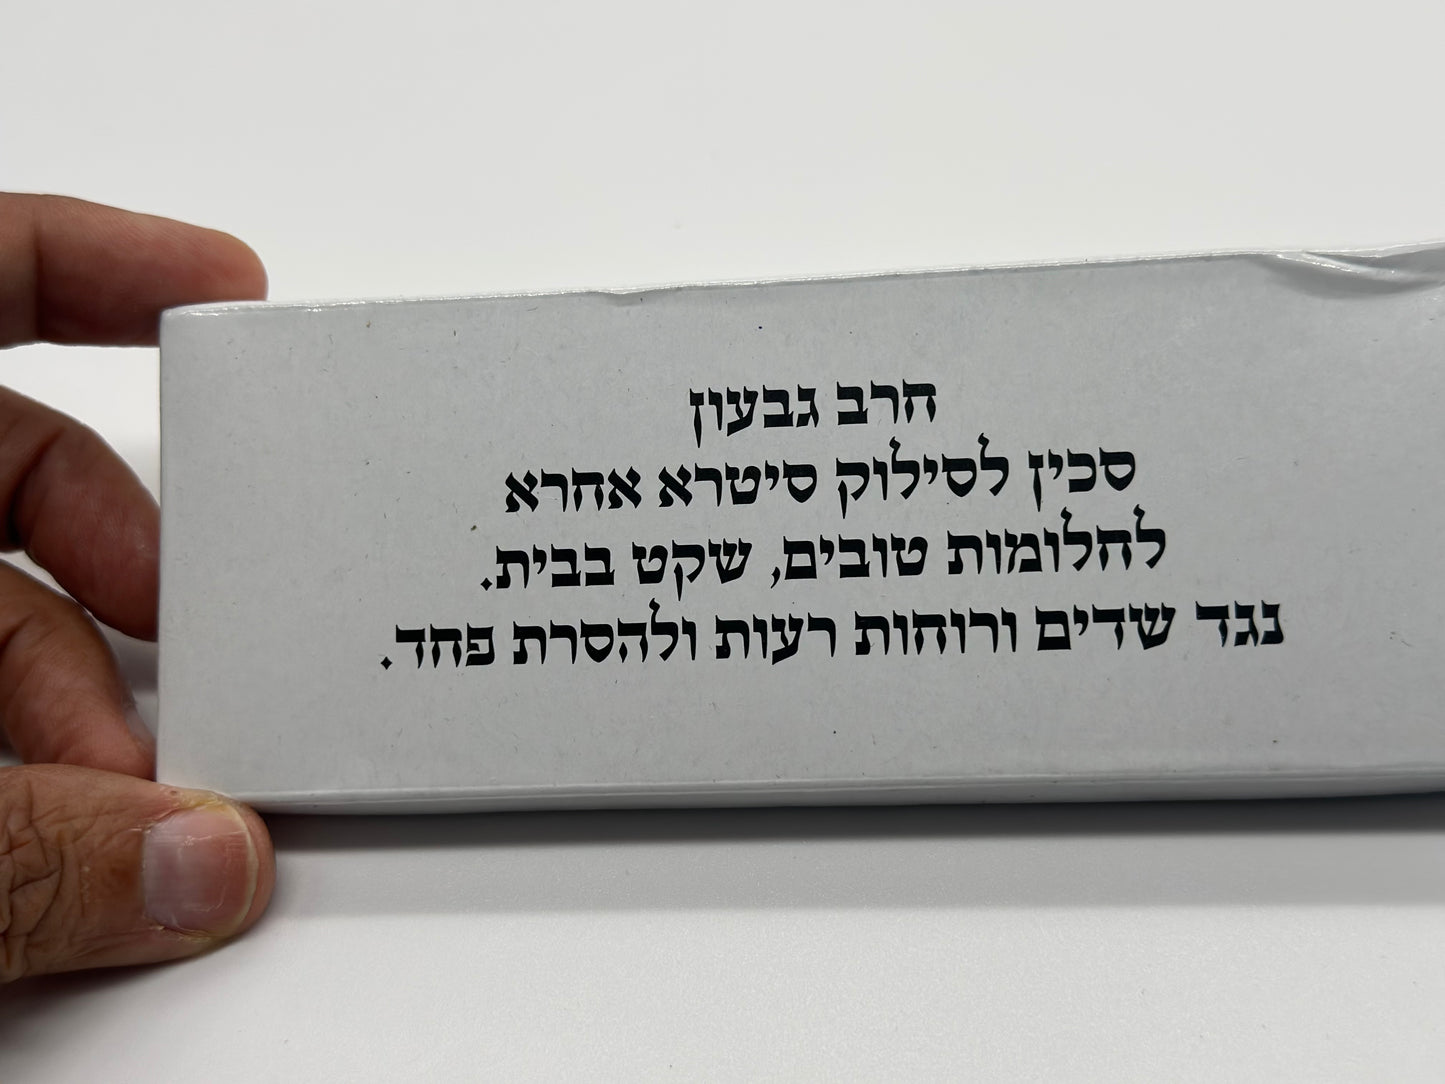 חרב גבעון
סכין לסילוק סיטרא אחרא
לחלומות טובים, שקט בבית.
נגד שדים ורוחות רעות ולהסרת פחד.